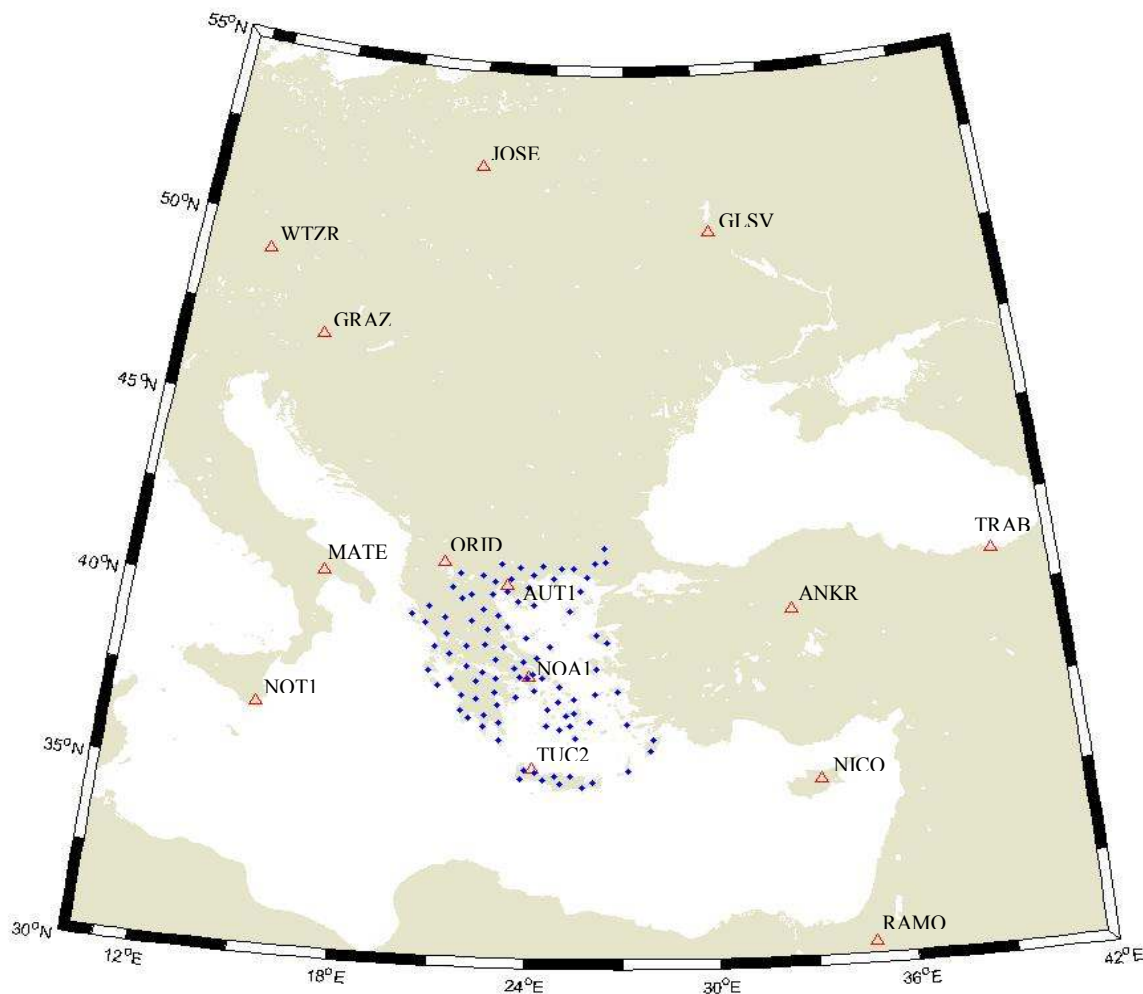 55°N
JOSE
50°N
GLSV
WTZR
GRAZ
45°N
TRAB
ORID
40°N
MATE
AUT1
ANKR
NOA1
NOT1
35°N
TUC2
NICO
30°N
RAMO
12°E
42°E
18°E
24°E
30°E
36°E